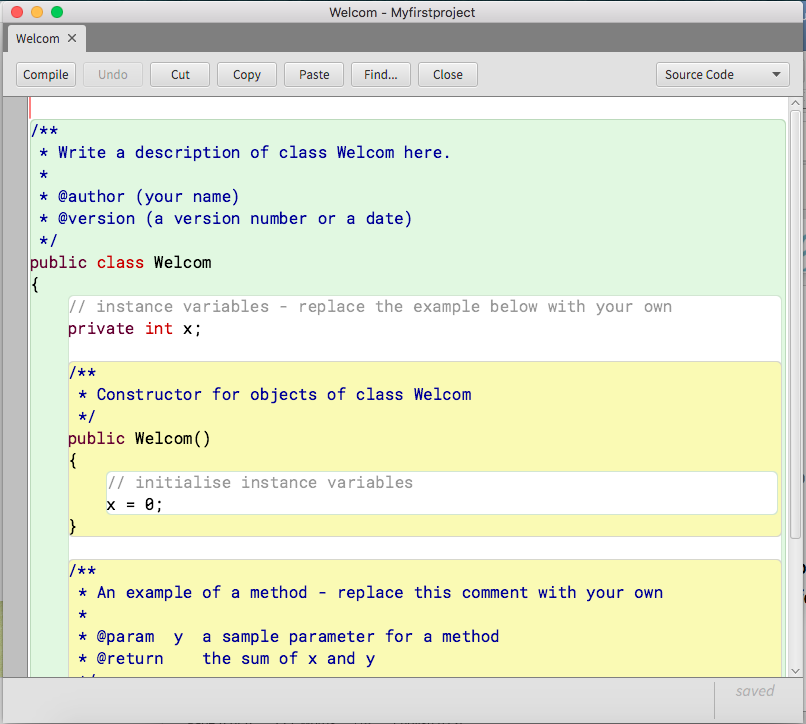 Welcom - Myfirstproject
Welcom ✕
Compile Undo Cut Copy Paste Find... Close Source Code
/**
 * Write a description of class Welcom here.
 *
 * @author (your name)
 * @version (a version number or a date)
 */
public class Welcom
{
    // instance variables - replace the example below with your own
    private int x;
    /**
     * Constructor for objects of class Welcom
     */
    public Welcom()
    {
        // initialise instance variables
        x = 0;
    }
    /**
     * An example of a method - replace this comment with your own
     *
     * @param  y  a sample parameter for a method
     * @return    the sum of x and y
saved